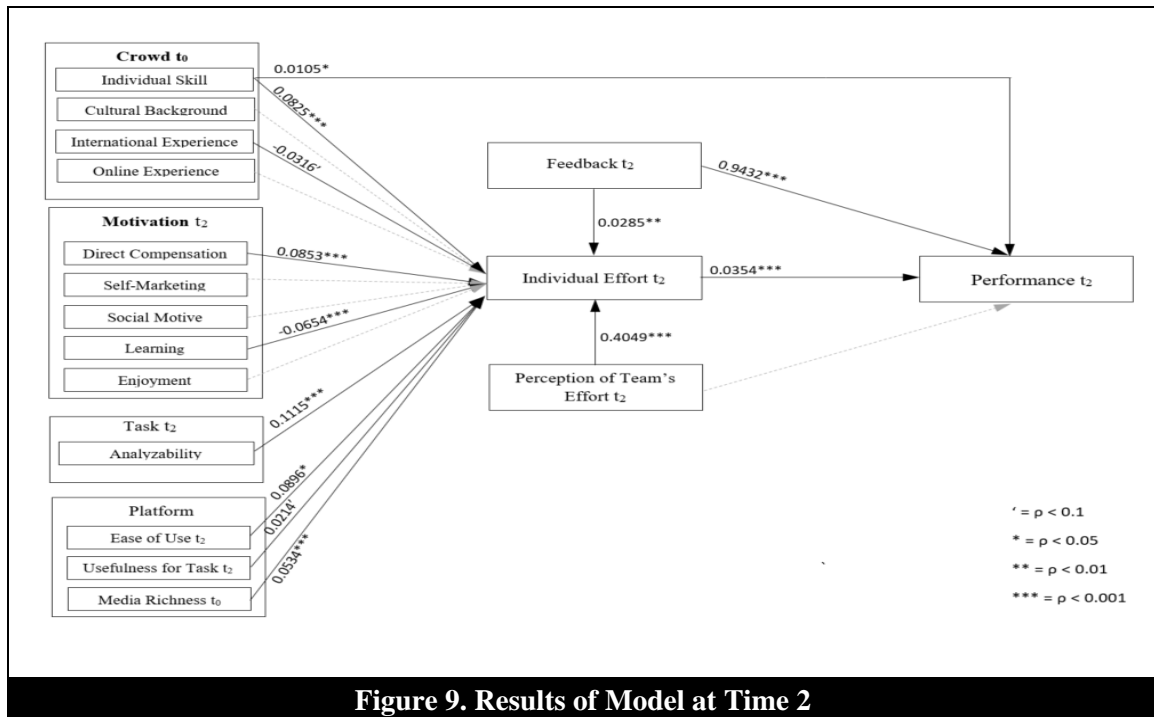 Crowd t₀
Individual Skill
Cultural Background
International Experience
Online Experience
0.0105*
0.0825***
-0.0316‘
Motivation t₂
Direct Compensation
Self-Marketing
Social Motive
Learning
Enjoyment
0.0853***
-0.0654***
Task t₂
Analyzability
0.1115***
Platform
Ease of Use t₂
Usefulness for Task t₂
Media Richness t₀
0.0896*
0.0214‘
0.0534***
Feedback t₂
0.9432***
0.0285**
Individual Effort t₂
0.0354***
0.4049***
Perception of Team’s
Effort t₂
Performance t₂
‘ = ρ < 0.1
* = ρ < 0.05
** = ρ < 0.01
*** = ρ < 0.001
Figure 9. Results of Model at Time 2